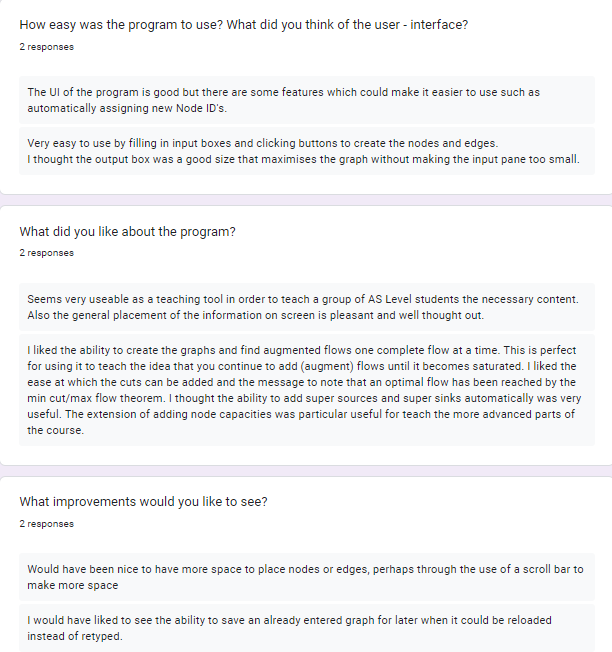 How easy was the program to use? What did you think of the user - interface?
2 responses
The UI of the program is good but there are some features which could make it easier to use such as
automatically assigning new Node ID's.
Very easy to use by filling in input boxes and clicking buttons to create the nodes and edges.
I thought the output box was a good size that maximises the graph without making the input pane too small.
What did you like about the program?
2 responses
Seems very useable as a teaching tool in order to teach a group of AS Level students the necessary content.
Also the general placement of the information on screen is pleasant and well thought out.
I liked the ability to create the graphs and find augmented flows one complete flow at a time. This is perfect
for using it to teach the idea that you continue to add (augment) flows until it becomes saturated. I liked the
ease at which the cuts can be added and the message to note that an optimal flow has been reached by the
min cut/max flow theorem. I thought the ability to add super sources and super sinks automatically was very
useful. The extension of adding node capacities was particular useful for teach the more advanced parts of
the course.
What improvements would you like to see?
2 responses
Would have been nice to have more space to place nodes or edges, perhaps through the use of a scroll bar to
make more space
I would have liked to see the ability to save an already entered graph for later when it could be reloaded
instead of retyped.